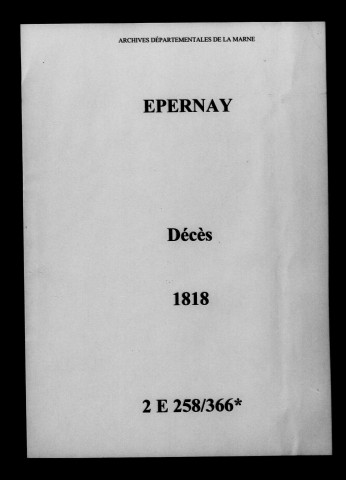 ARCHIVES DÉPARTEMENTALES DE LA MARNE
EPERNAY
Décès
1818
2 E 258/366*